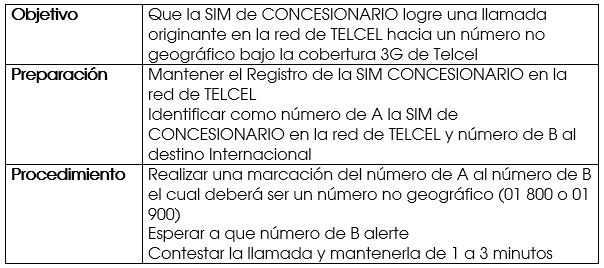 Objetivo Que la SIM de CONCESIONARIO logre una llamada
originante en la red de TELCEL hacia un número no
geográfico bajo la cobertura 3G de Telcel
Preparación Mantener el Registro de la SIM CONCESIONARIO en la
red de TELCEL
Identificar como número de A la SIM de
CONCESIONARIO en la red de TELCEL y número de B al
destino Internacional
Procedimiento Realizar una marcación del número de A al número de B
el cual deberá ser un número no geográfico (01 800 o 01
900)
Esperar a que número de B alerte
Contestar la llamada y mantenerla de 1 a 3 minutos